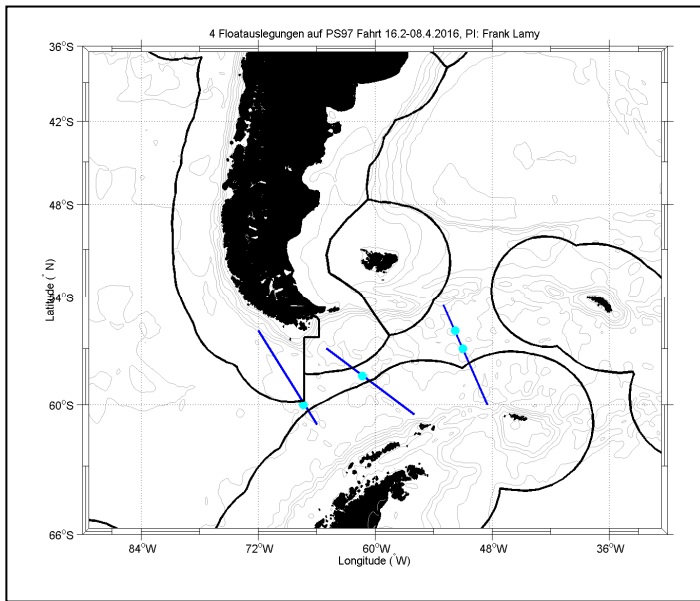 4 Floatauslegungen auf PS97 Fahrt 16.2-08.4.2016, PI: Frank Lamy
36°S
42°S
48°S
54°S
60°S
66°S
Latitude (° N)
84°W
72°W
60°W
48°W
36°W
Longitude (°W)